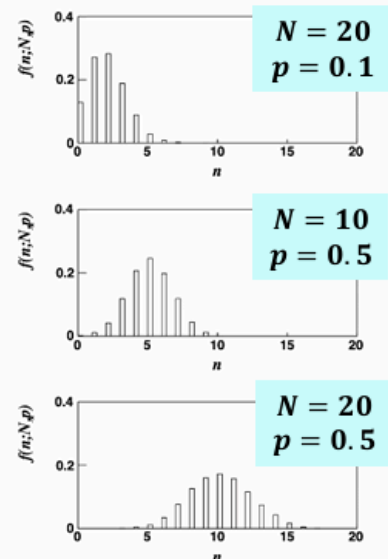 0.4
N = 20
p = 0.1
f(n;N,p)
0.2
0
0 5 10 15 20
n
0.4
N = 10
p = 0.5
f(n;N,p)
0.2
0
0 5 10 15 20
n
0.4
N = 20
p = 0.5
f(n;N,p)
0.2
0
0 5 10 15 20
n